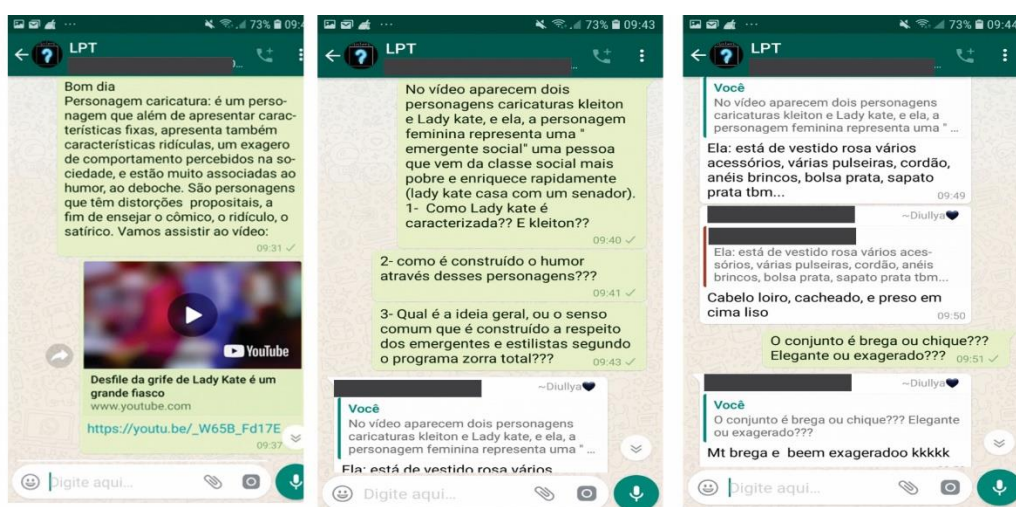 73% 09:4
LPT
Bom dia
Personagem caricatura: é um perso-
nagem que além de apresentar carac-
terísticas fixas, apresenta também
características ridículas, um exagero
de comportamento percebidos na so-
ciedade, e estão muito associadas ao
humor, ao deboche. São personagens
que têm distorções propositais, a
fim de ensejar o cômico, o ridículo, o
satírico. Vamos assistir ao vídeo:
09:31
YouTube
Desfile da grife de Lady Kate é um
grande fiasco
www.youtube.com
https://youtu.be/_W65B_Fd17E
09:37
Digite aqui...
73% 09:43
LPT
No vídeo aparecem dois
personagens caricaturas kleiton
e Lady kate, e ela, a personagem
feminina representa uma "
emergente social" uma pessoa
que vem da classe social mais
pobre e enriquece rapidamente
(lady kate casa com um senador).
1- Como Lady kate é
caracterizada?? E kleiton??
09:40
2- como é construído o humor
através desses personagens???
09:41
3- Qual é a ideia geral, ou o senso
comum que é construído a respeito
dos emergentes e estilistas segundo
o programa zorra total???
09:43
~Diullya
Você
No vídeo aparecem dois personagens
caricaturas kleiton e Lady kate, e ela, a
personagem feminina representa uma " ...
Ela: está de vestido rosa vários
Digite aqui...
73% 09:44
LPT
Você
No vídeo aparecem dois personagens
caricaturas kleiton e Lady kate, e ela, a
personagem feminina representa uma " ...
Ela: está de vestido rosa vários
acessórios, várias pulseiras, cordão,
anéis brincos, bolsa prata, sapato
prata tbm...
09:49
~Diullya
Ela: está de vestido rosa vários aces-
sórios, várias pulseiras, cordão, anéis
brincos, bolsa prata, sapato prata tbm...
Cabelo loiro, cacheado, e preso em
cima liso
09:50
O conjunto é brega ou chique???
Elegante ou exagerado???
09:51
~Diullya
Você
O conjunto é brega ou chique??? Elegante
ou exagerado???
Mt brega e beem exageradoo kkkkk
Digite aqui...